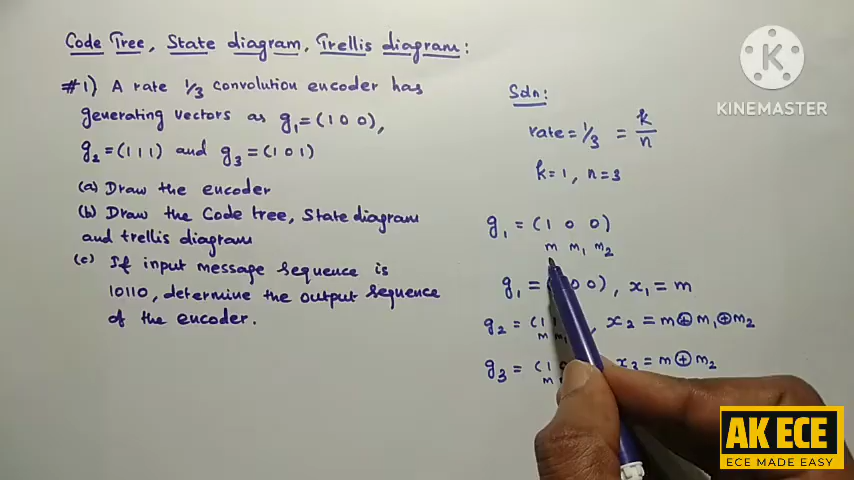 Code Tree, State diagram, Trellis diagram:
#1) A rate 1/3 convolution encoder has
generating vectors as g₁=(1 0 0),
g₂=(1 1 1) and g₃=(1 0 1)
(a) Draw the encoder
(b) Draw the Code tree, State diagram
and trellis diagram
(c) If input message sequence is
10110, determine the output sequence
of the encoder.
Soln:
rate = 1/3 = k/n
k=1, n=3
g₁ = (1 0 0)
m m₁ m₂
g₁ = ( 0 0), x₁ = m
g₂ = (1 , x₂ = m⊕m₁⊕m₂
m m₁
g₃ = (1 x₃ = m⊕m₂
m
K
KINEMASTER
AK ECE
ECE MADE EASY